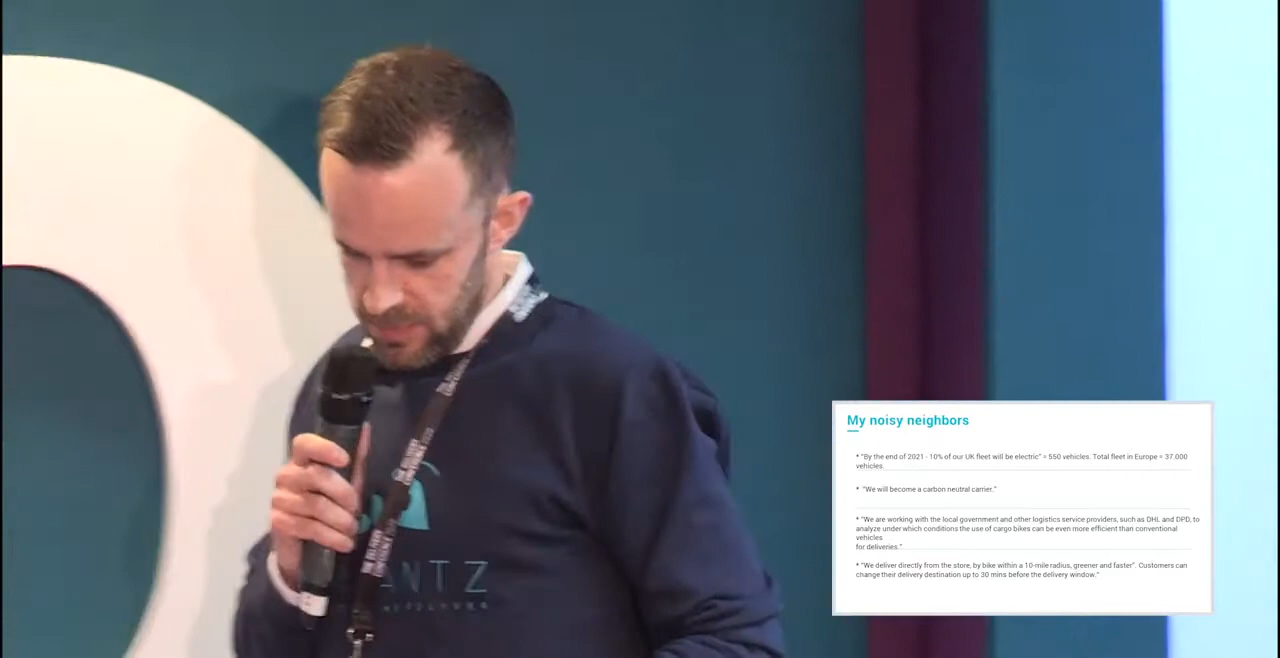 My noisy neighbors
* "By the end of 2021 - 10% of our UK fleet will be electric" = 550 vehicles. Total fleet in Europe = 37.000
vehicles.
* "We will become a carbon neutral carrier."
* "We are working with the local government and other logistics service providers, such as DHL and DPD, to
analyze under which conditions the use of cargo bikes can be even more efficient than conventional
vehicles
for deliveries."
* "We deliver directly from the store, by bike within a 10-mile radius, greener and faster". Customers can
change their delivery destination up to 30 mins before the delivery window."
ANTZ